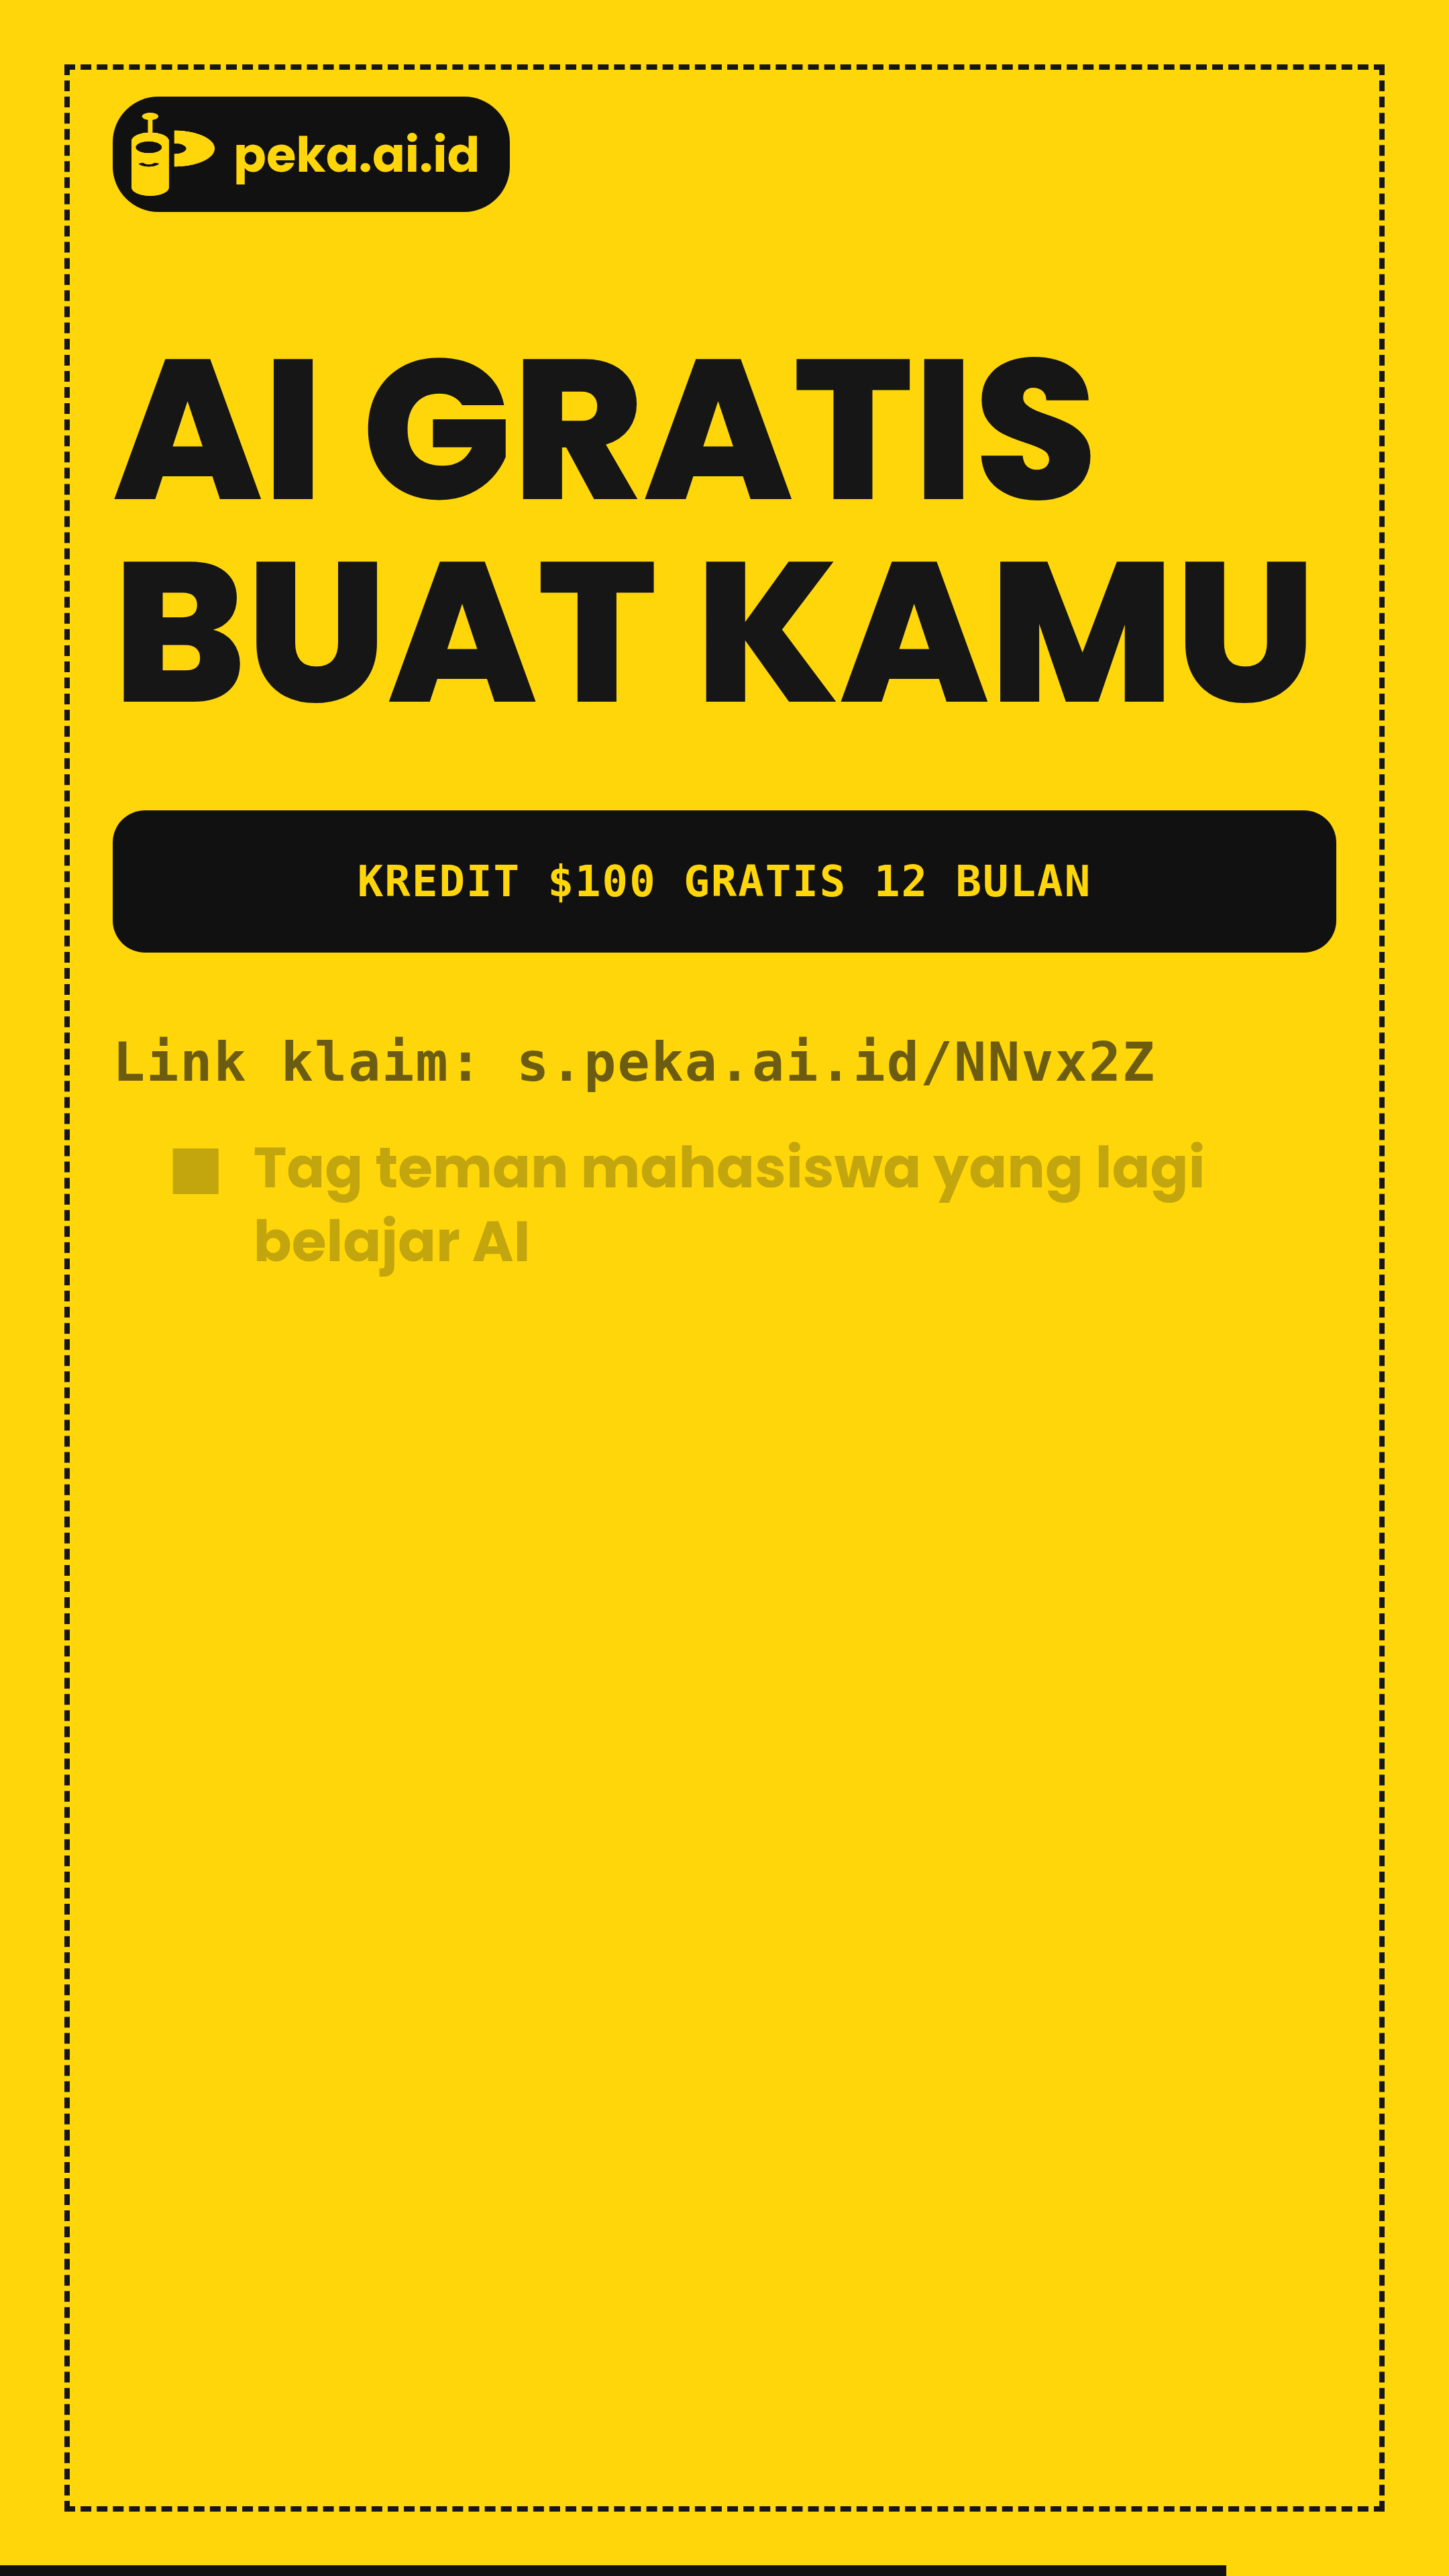 peka.ai.id
AI GRATIS
BUAT KAMU
KREDIT $100 GRATIS 12 BULAN
Link klaim: s.peka.ai.id/NNvx2Z
Tag teman mahasiswa yang lagi
belajar AI